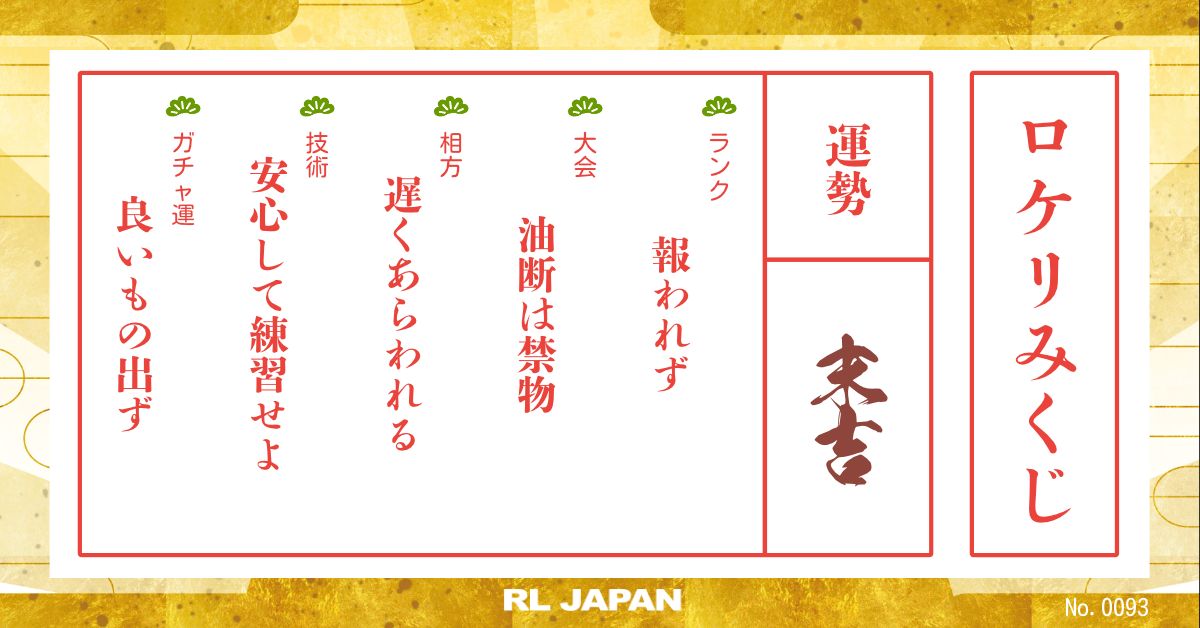 ロケリみくじ
運勢
末吉
ランク
報われず
大会
油断は禁物
相方
遅くあらわれる
技術
安心して練習せよ
ガチャ運
良いもの出ず
RL JAPAN
No. 0093